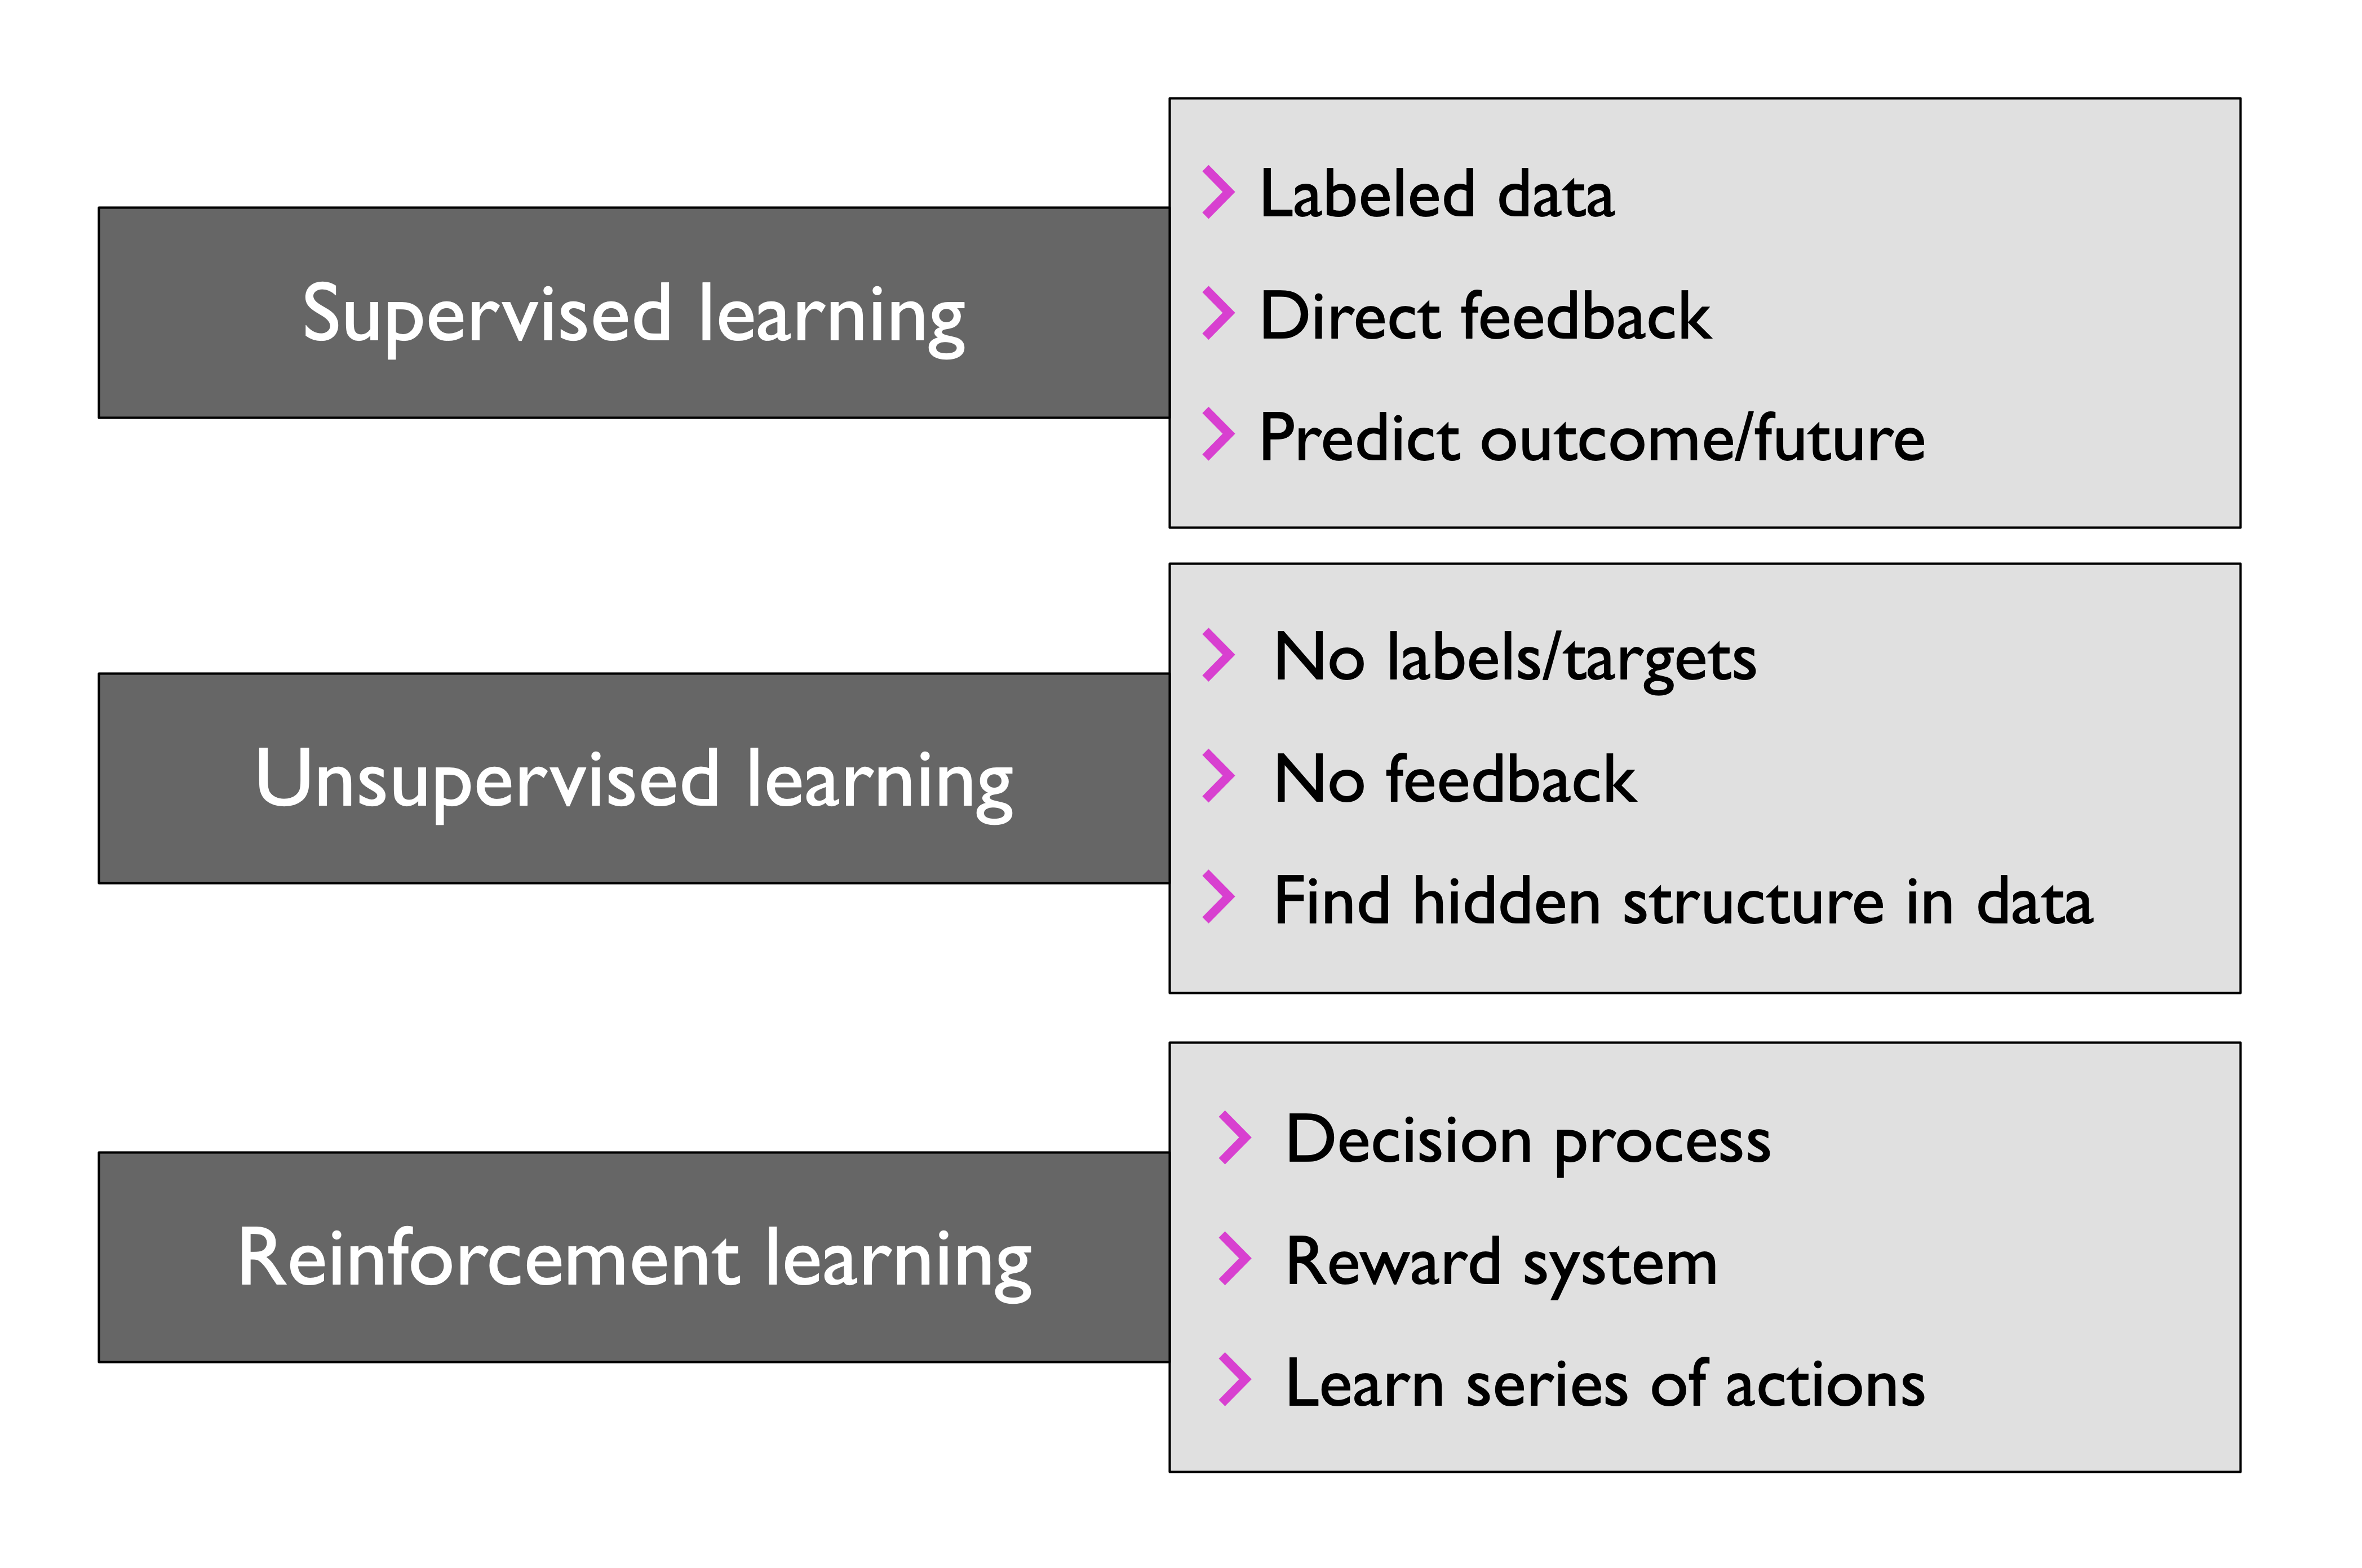 Supervised learning
Labeled data
Direct feedback
Predict outcome/future
Unsupervised learning
No labels/targets
No feedback
Find hidden structure in data
Reinforcement learning
Decision process
Reward system
Learn series of actions